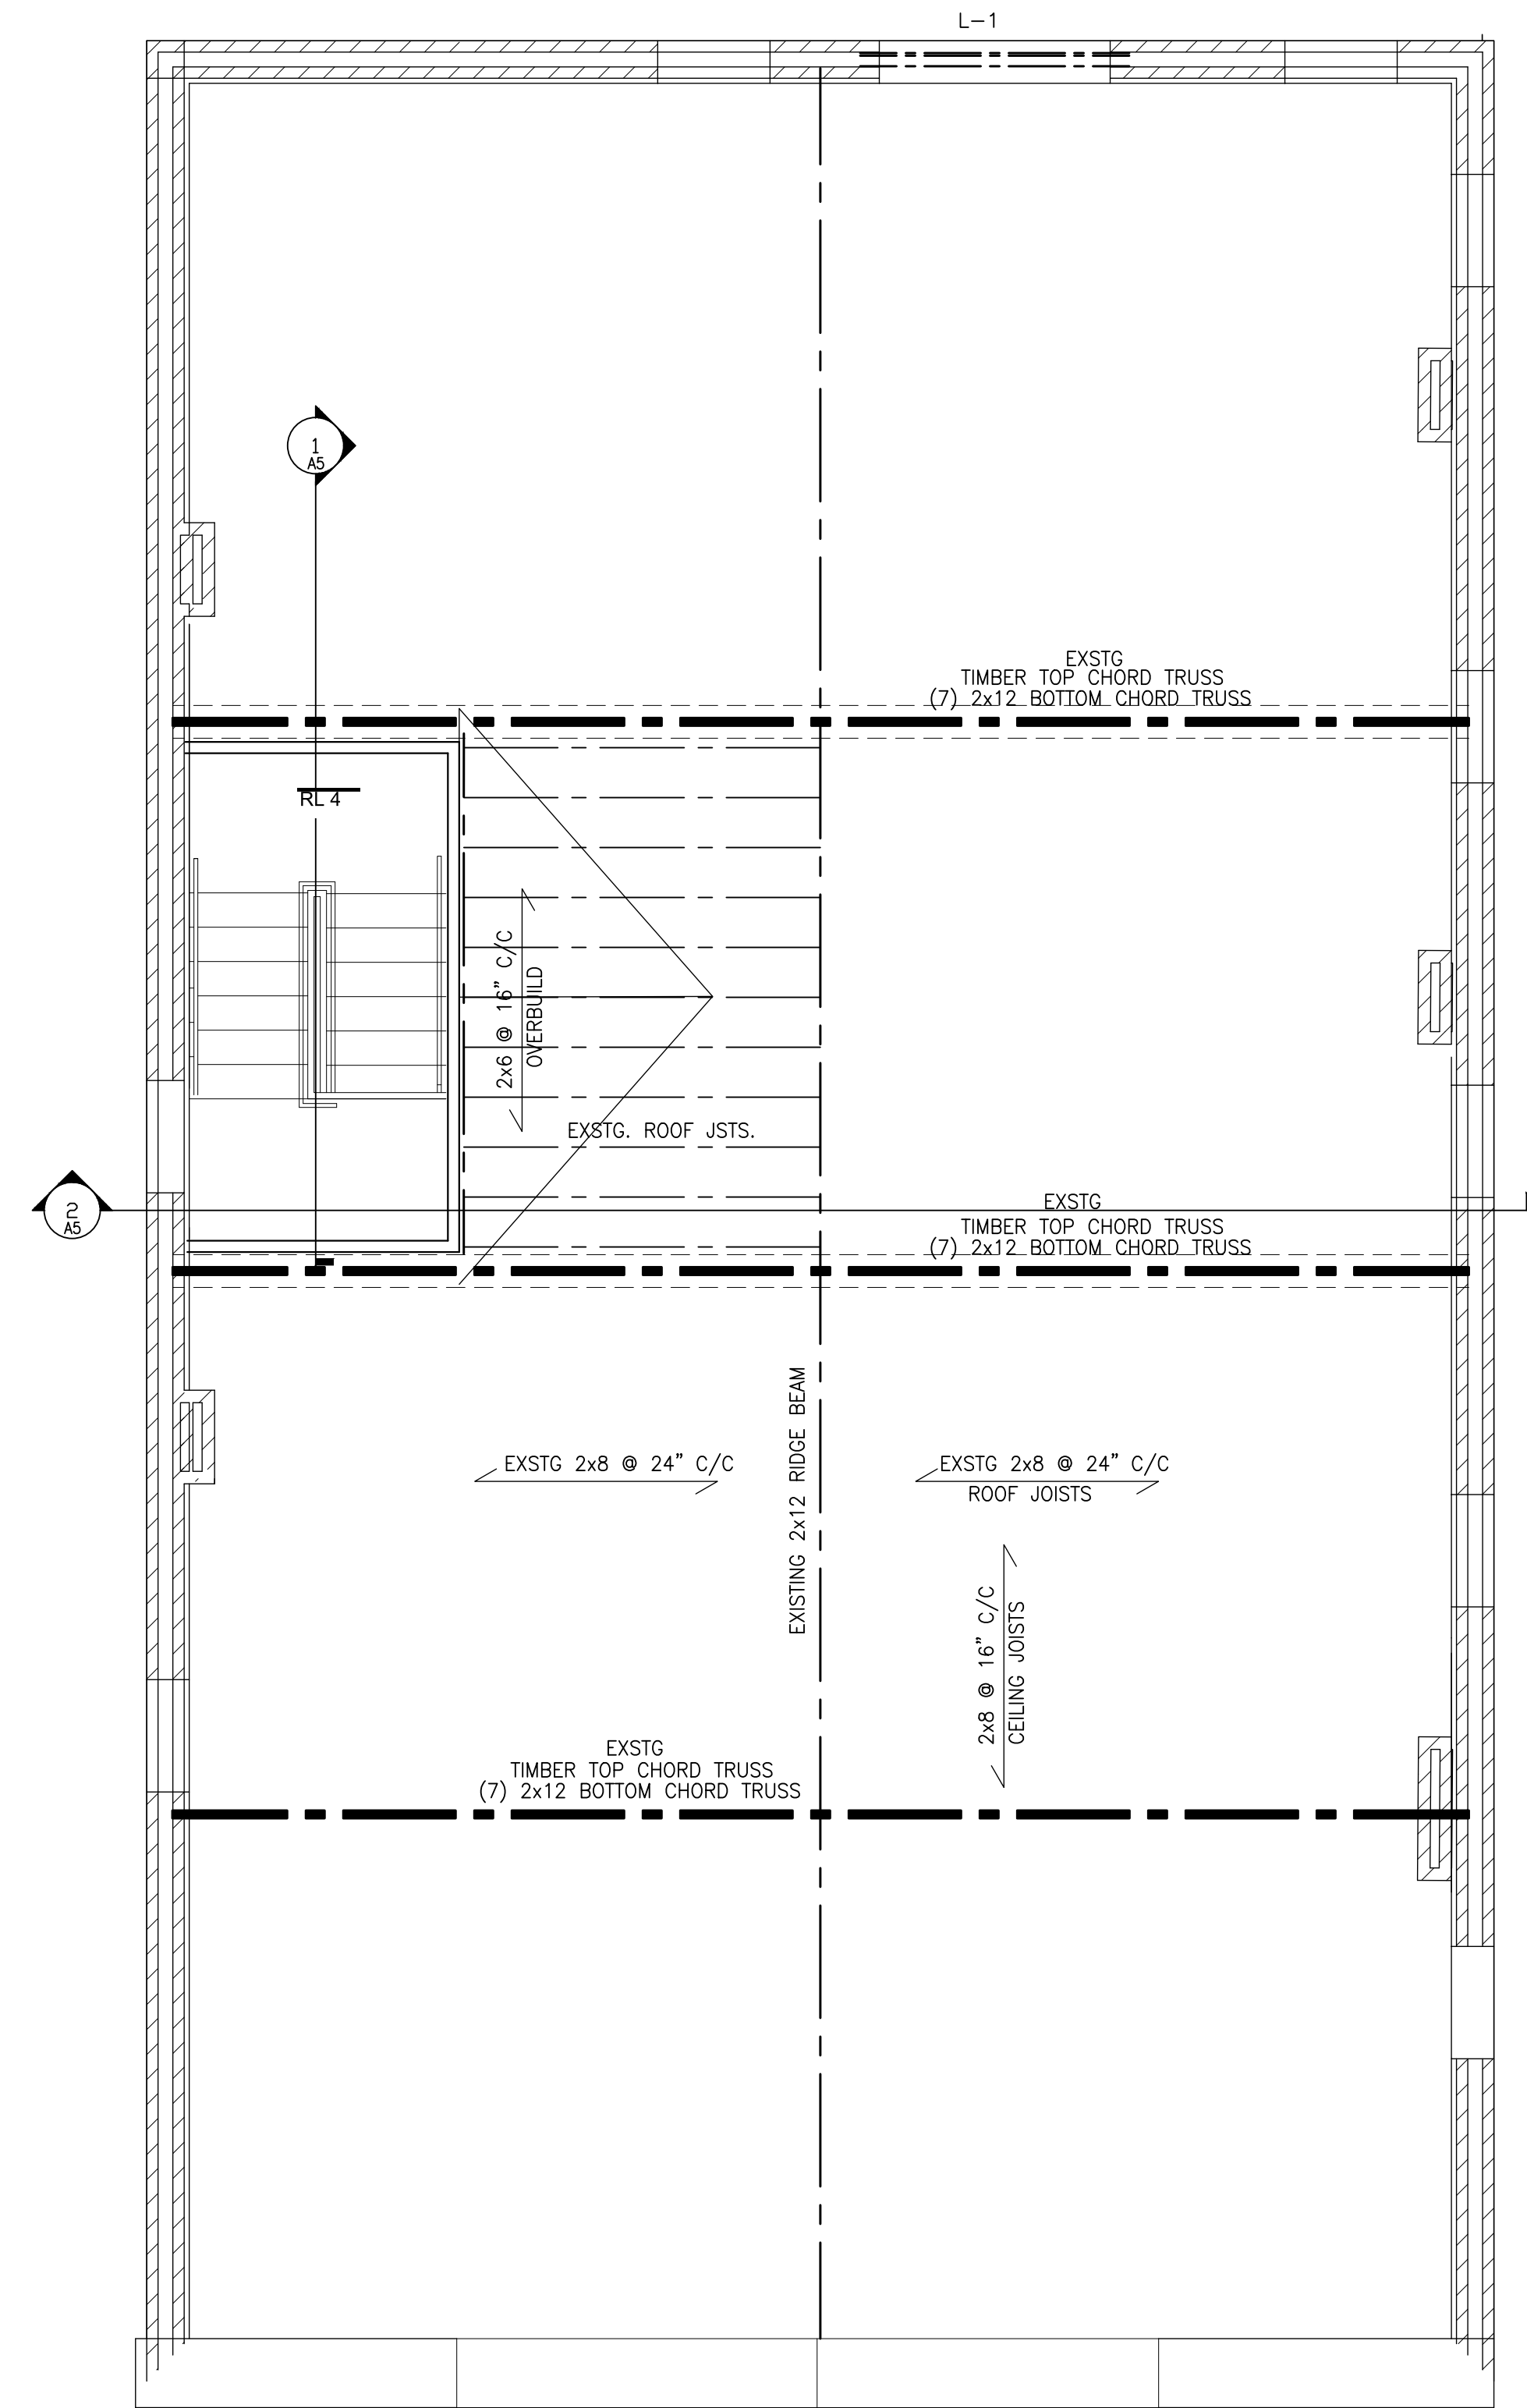 L-1
1
A5
EXSTG
TIMBER TOP CHORD TRUSS
(7) 2x12 BOTTOM CHORD TRUSS
RL 4
2x6 @ 16" C/C
OVERBUILD
EXSTG. ROOF JSTS.
2
A5
EXSTG
TIMBER TOP CHORD TRUSS
(7) 2x12 BOTTOM CHORD TRUSS
EXISTING 2x12 RIDGE BEAM
EXSTG 2x8 @ 24" C/C
EXSTG 2x8 @ 24" C/C
ROOF JOISTS
2x8 @ 16" C/C
CEILING JOISTS
EXSTG
TIMBER TOP CHORD TRUSS
(7) 2x12 BOTTOM CHORD TRUSS